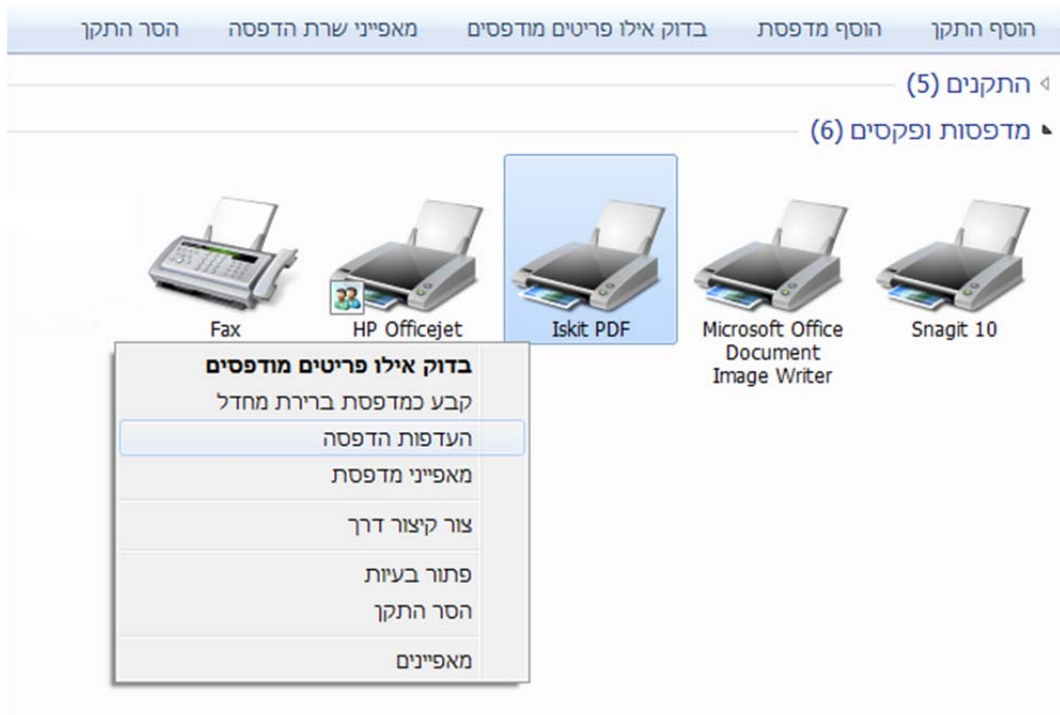 הוסף התקן הוסף מדפסת בדוק אילו פריטים מודפסים מאפייני שרת הדפסה הסר התקן
התקנים (5)
מדפסות ופקסים (6)
Snagit 10
Microsoft Office
Document
Image Writer
Iskit PDF
HP Officejet
Fax
בדוק אילו פריטים מודפסים
קבע כמדפסת ברירת מחדל
העדפות הדפסה
מאפייני מדפסת
צור קיצור דרך
פתור בעיות
הסר התקן
מאפיינים